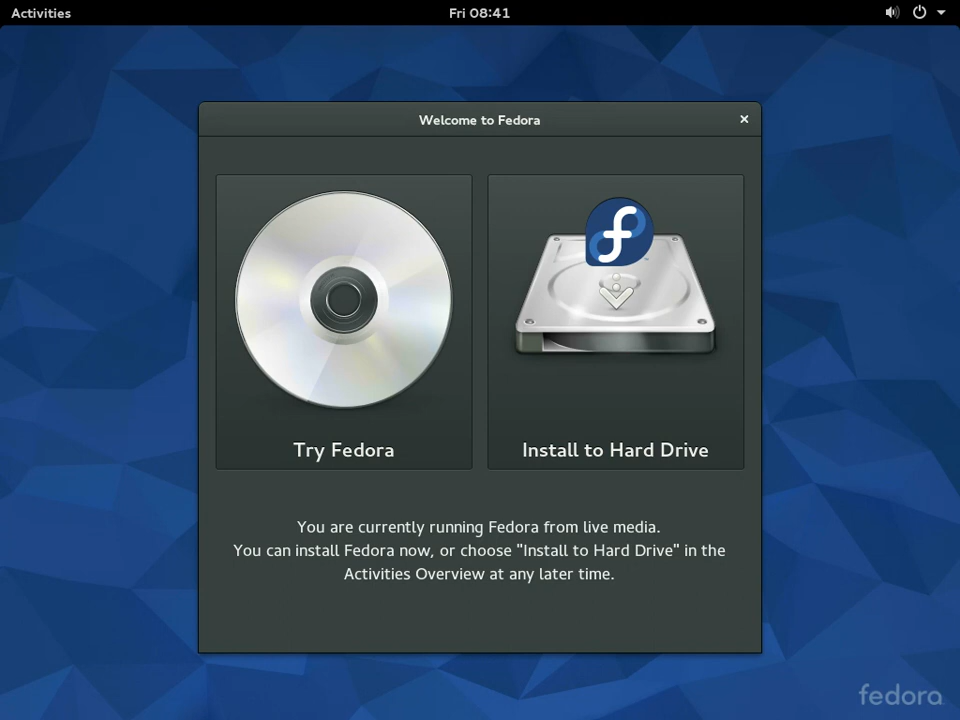 Activities
Fri 08:41
Welcome to Fedora
Try Fedora
Install to Hard Drive
You are currently running Fedora from live media.
You can install Fedora now, or choose "Install to Hard Drive" in the
Activities Overview at any later time.
fedora